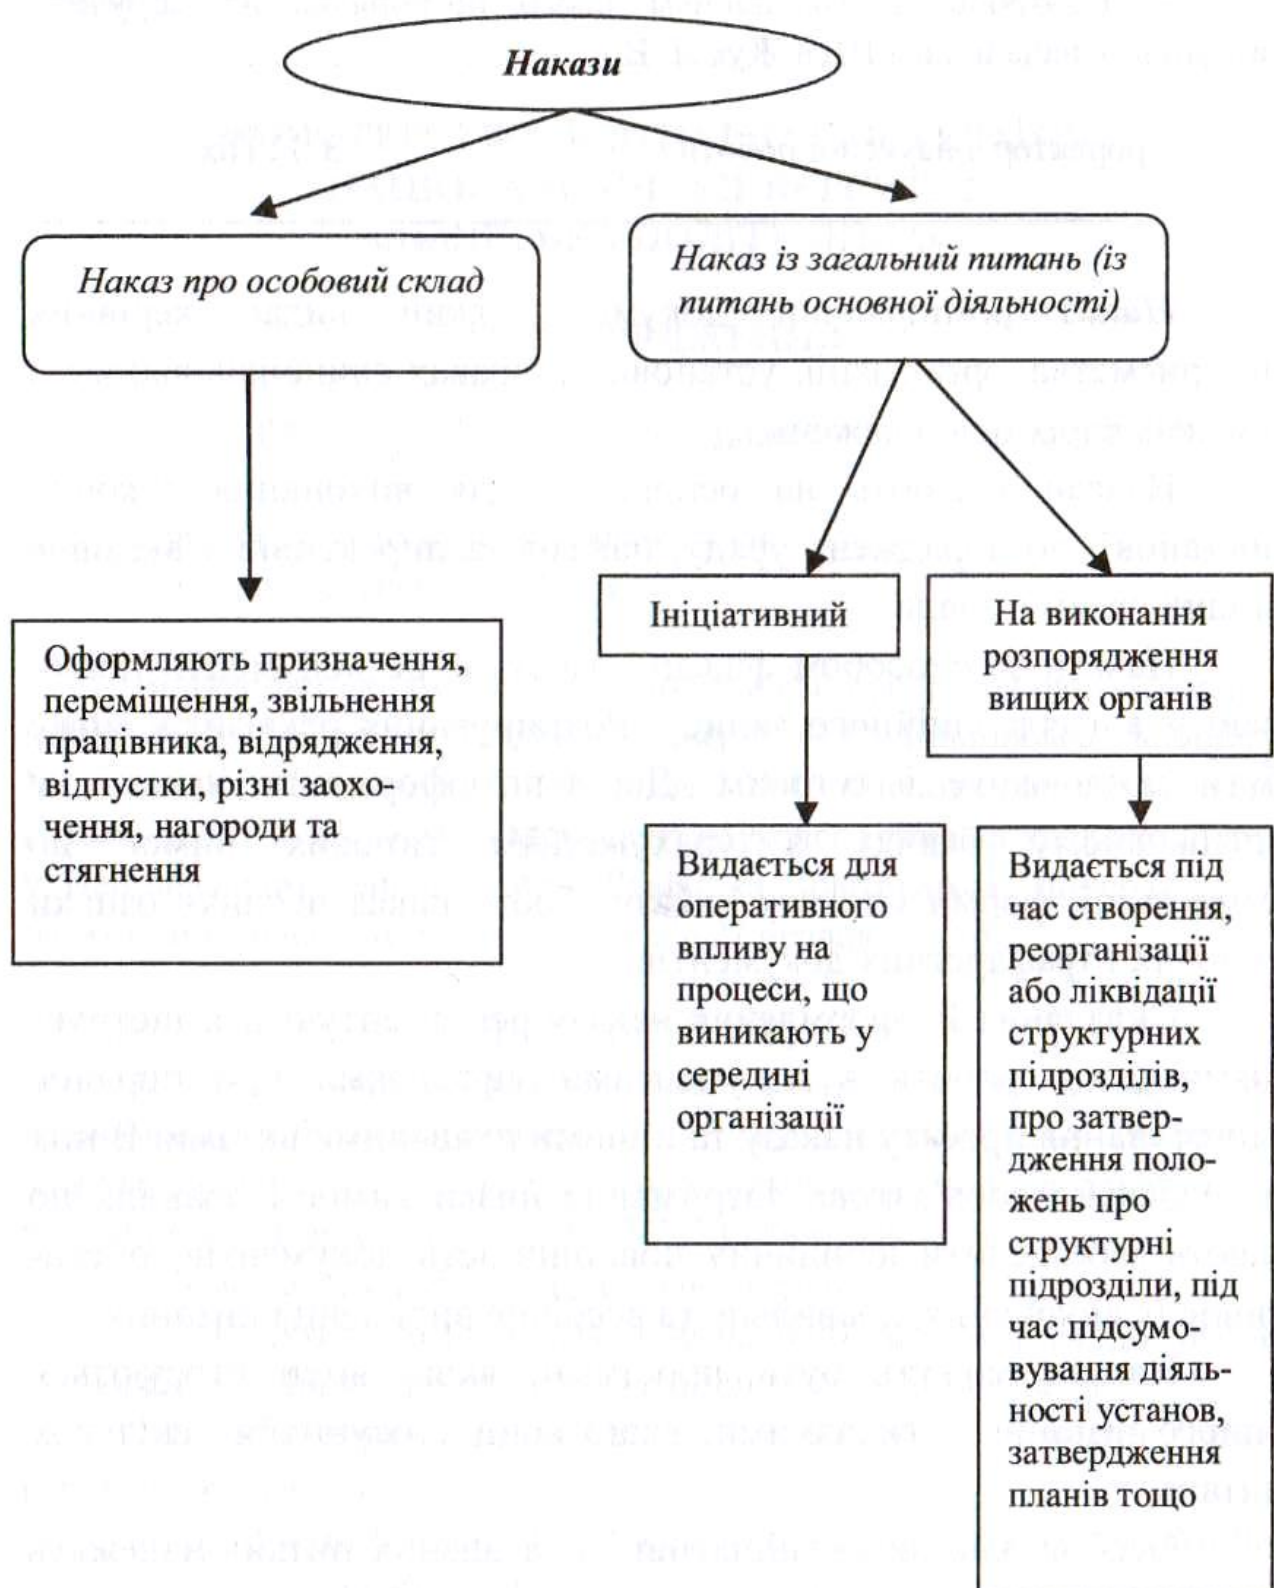 Накази
Наказ про особовий склад
Наказ із загальний питань (із
питань основної діяльності)
Оформляють призначення,
переміщення, звільнення
працівника, відрядження,
відпустки, різні заохо-
чення, нагороди та
стягнення
Ініціативний
Видається для
оперативного
впливу на
процеси, що
виникають у
середині
організації
На виконання
розпорядження
вищих органів
Видається під
час створення,
реорганізації
або ліквідації
структурних
підрозділів,
про затвер-
дження поло-
жень про
структурні
підрозділи, під
час підсумо-
вування діяль-
ності установ,
затвердження
планів тощо